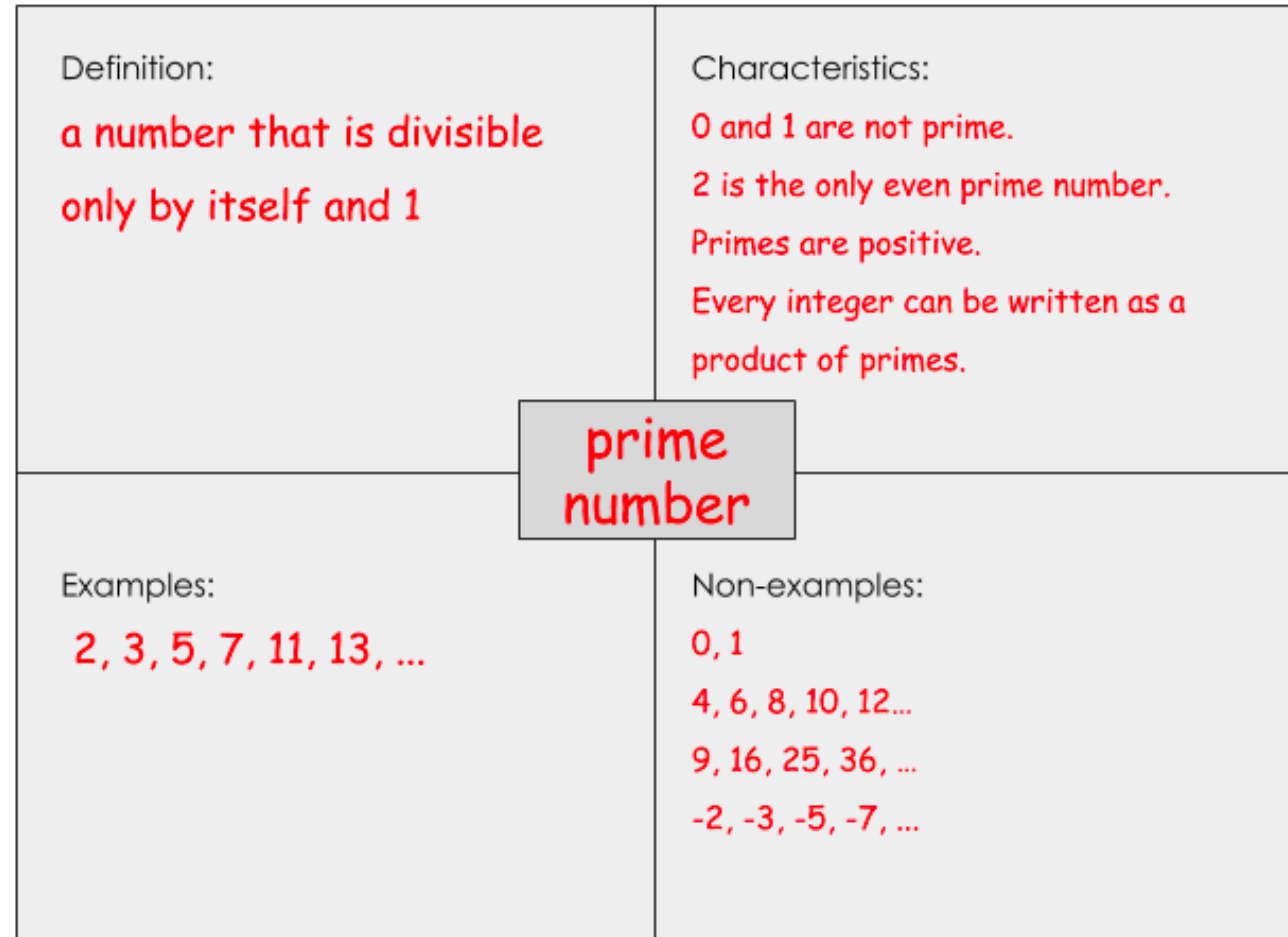 Definition:
a number that is divisible
only by itself and 1
Characteristics:
0 and 1 are not prime.
2 is the only even prime number.
Primes are positive.
Every integer can be written as a
product of primes.
prime
number
Examples:
2, 3, 5, 7, 11, 13, ...
Non-examples:
0, 1
4, 6, 8, 10, 12...
9, 16, 25, 36, ...
-2, -3, -5, -7, ...